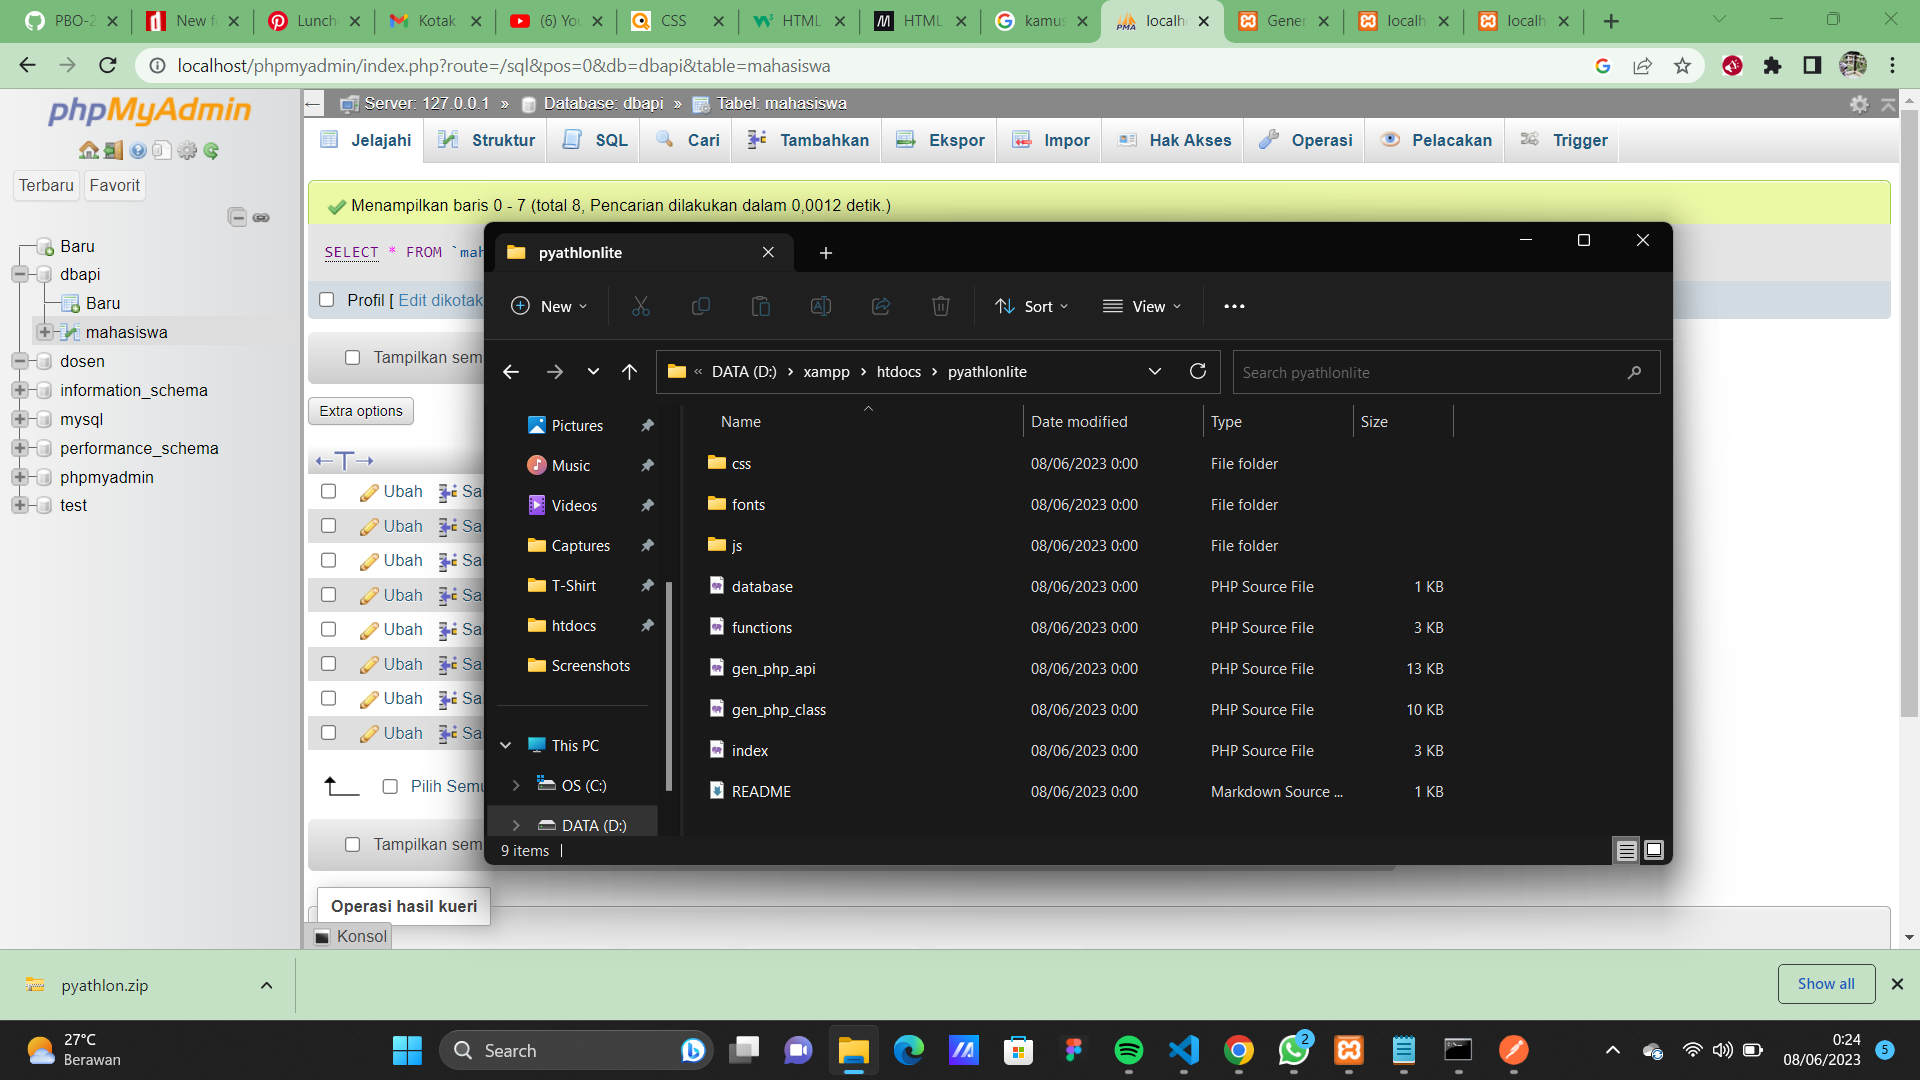 PBO-2
New f
Lunch
Kotak
(6) You
CSS
HTML
HTML
kamus
localh
Gener
localh
localh
localhost/phpmyadmin/index.php?route=/sql&pos=0&db=dbapi&table=mahasiswa
phpMyAdmin
Terbaru Favorit
Baru
dbapi
Baru
mahasiswa
dosen
information_schema
mysql
performance_schema
phpmyadmin
test
Server: 127.0.0.1 » Database: dbapi » Tabel: mahasiswa
Jelajahi Struktur SQL Cari Tambahkan Ekspor Impor Hak Akses Operasi Pelacakan Trigger
Menampilkan baris 0 - 7 (total 8, Pencarian dilakukan dalam 0,0012 detik.)
SELECT * FROM `mah
Profil [ Edit dikotak
Tampilkan sem
Extra options
Ubah Sa
Ubah Sa
Ubah Sa
Ubah Sa
Ubah Sa
Ubah Sa
Ubah Sa
Ubah Sa
Pilih Semu
Tampilkan sem
Operasi hasil kueri
Konsol
pyathlonlite
New Sort View
« DATA (D:) › xampp › htdocs › pyathlonlite
Search pyathlonlite
Pictures
Music
Videos
Captures
T-Shirt
htdocs
Screenshots
This PC
OS (C:)
DATA (D:)
Name Date modified Type Size
css 08/06/2023 0:00 File folder
fonts 08/06/2023 0:00 File folder
js 08/06/2023 0:00 File folder
database 08/06/2023 0:00 PHP Source File 1 KB
functions 08/06/2023 0:00 PHP Source File 3 KB
gen_php_api 08/06/2023 0:00 PHP Source File 13 KB
gen_php_class 08/06/2023 0:00 PHP Source File 10 KB
index 08/06/2023 0:00 PHP Source File 3 KB
README 08/06/2023 0:00 Markdown Source ... 1 KB
9 items
pyathlon.zip
Show all
27°C
Berawan
Search
2
0:24
08/06/2023
5